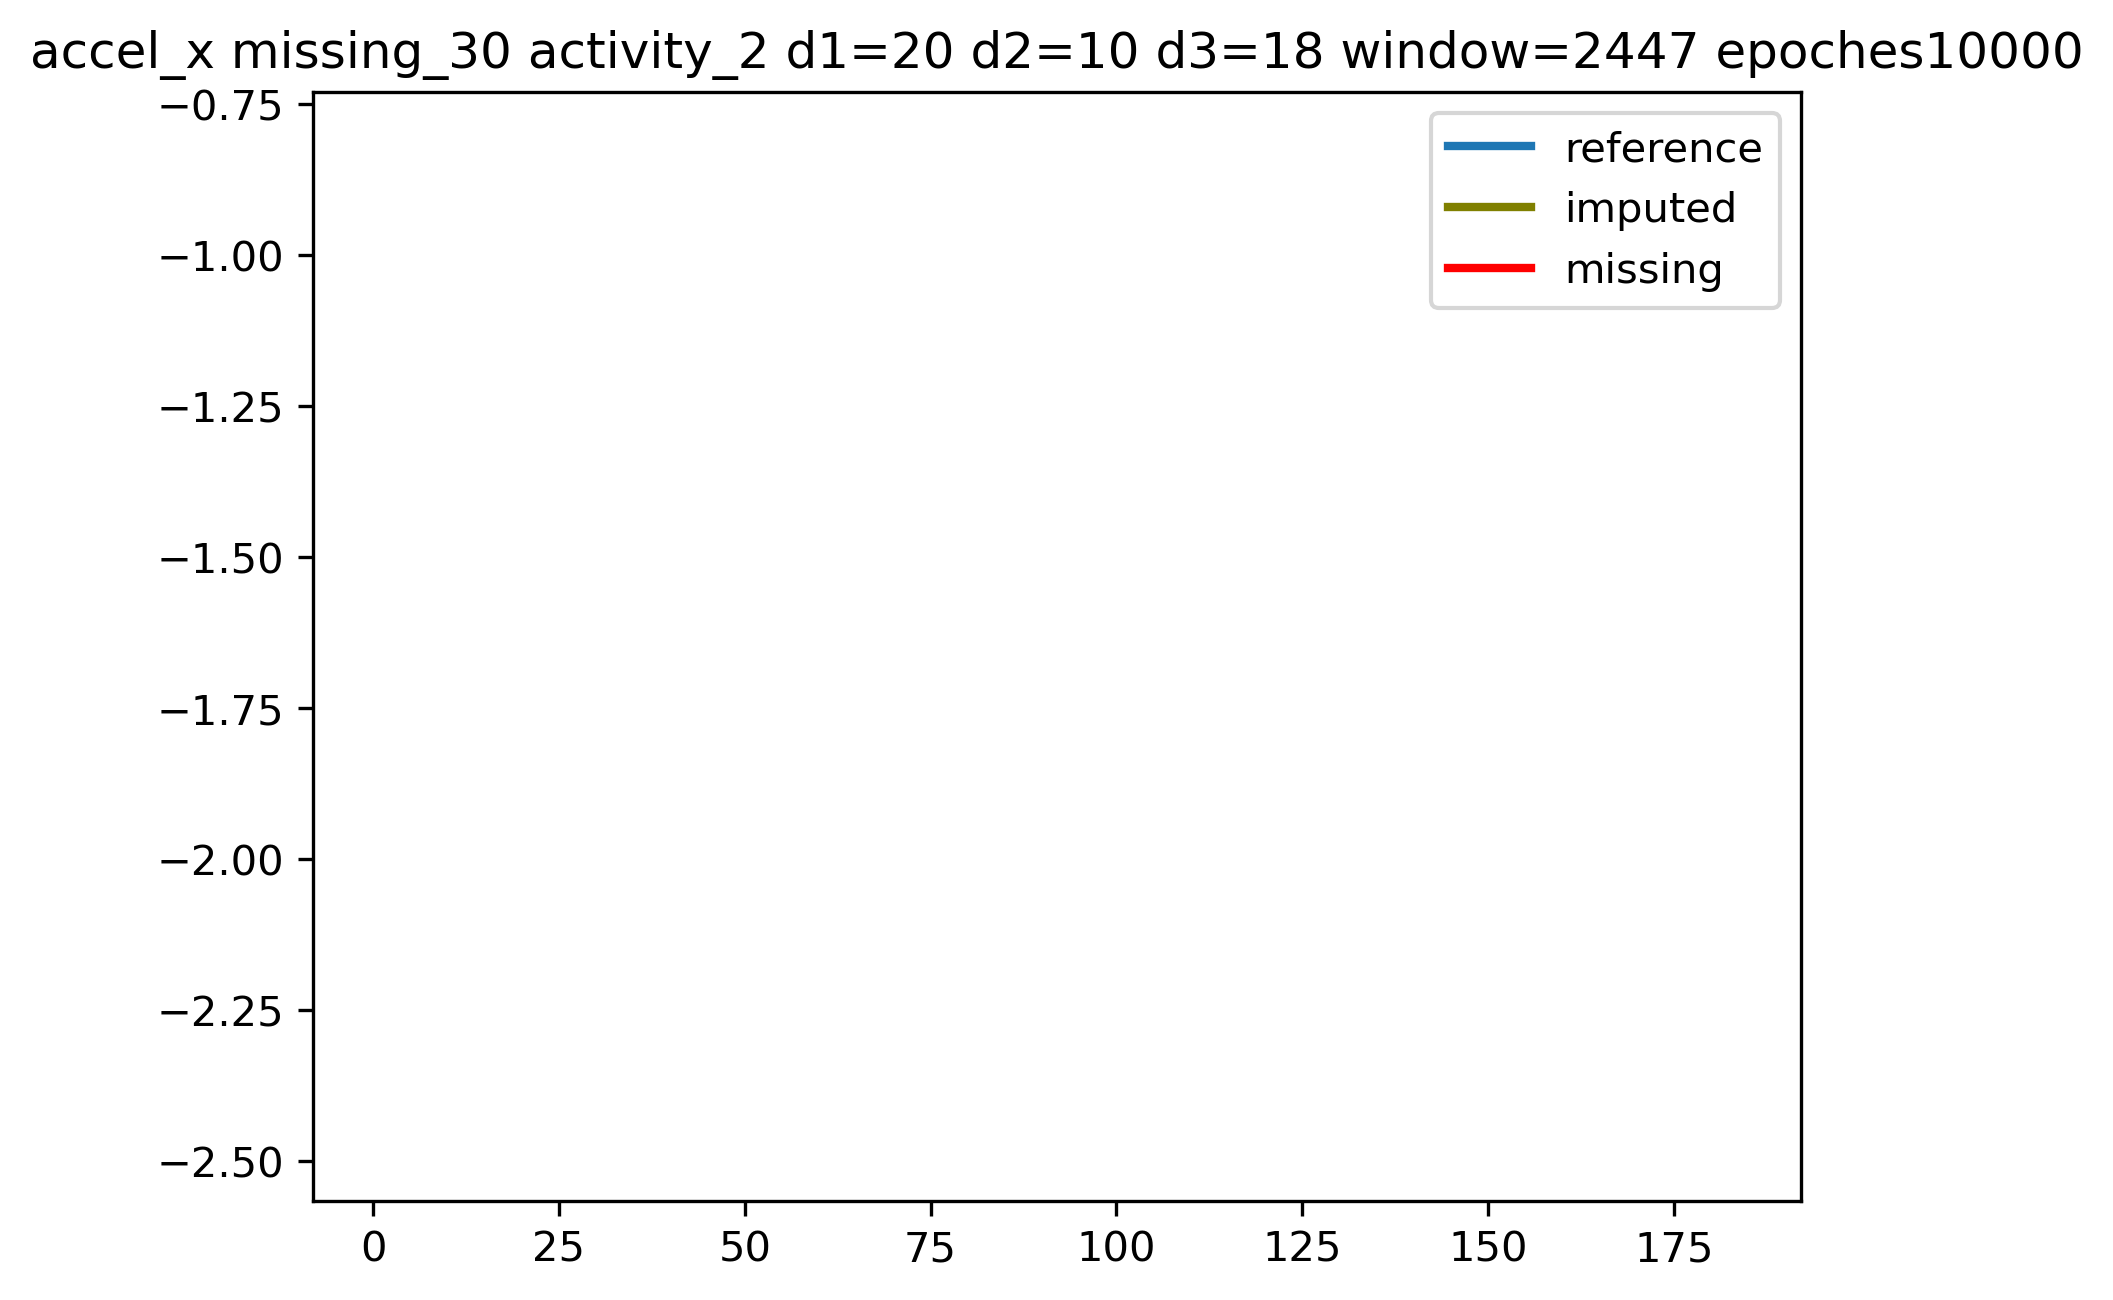 accel_x missing_30 activity_2 d1=20 d2=10 d3=18 window=2447 epoches10000
reference
imputed
missing
−0.75
−1.00
−1.25
−1.50
−1.75
−2.00
−2.25
−2.50
0 25 50 75 100 125 150 175